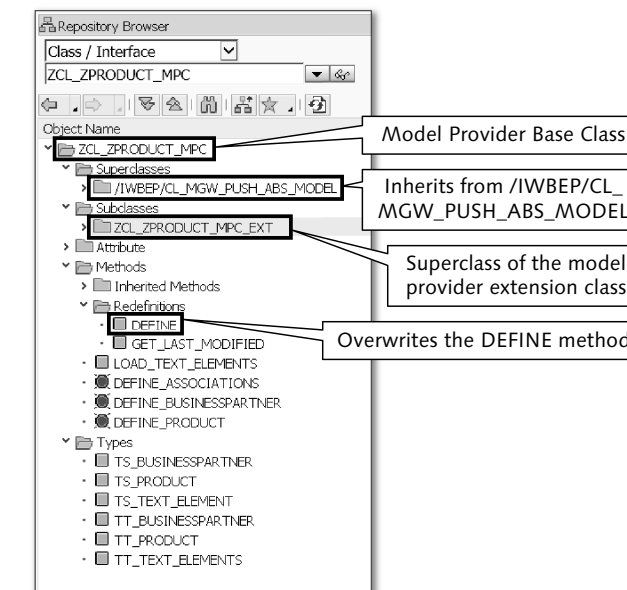 Repository Browser
Class / Interface
ZCL_ZPRODUCT_MPC
Object Name
ZCL_ZPRODUCT_MPC
Model Provider Base Class
Superclasses
/IWBEP/CL_MGW_PUSH_ABS_MODEL
Inherits from /IWBEP/CL_
MGW_PUSH_ABS_MODEL
Subclasses
ZCL_ZPRODUCT_MPC_EXT
Superclass of the model
provider extension class
Attribute
Methods
Inherited Methods
Redefinitions
DEFINE
Overwrites the DEFINE method
GET_LAST_MODIFIED
LOAD_TEXT_ELEMENTS
DEFINE_ASSOCIATIONS
DEFINE_BUSINESSPARTNER
DEFINE_PRODUCT
Types
TS_BUSINESSPARTNER
TS_PRODUCT
TS_TEXT_ELEMENT
TT_BUSINESSPARTNER
TT_PRODUCT
TT_TEXT_ELEMENTS